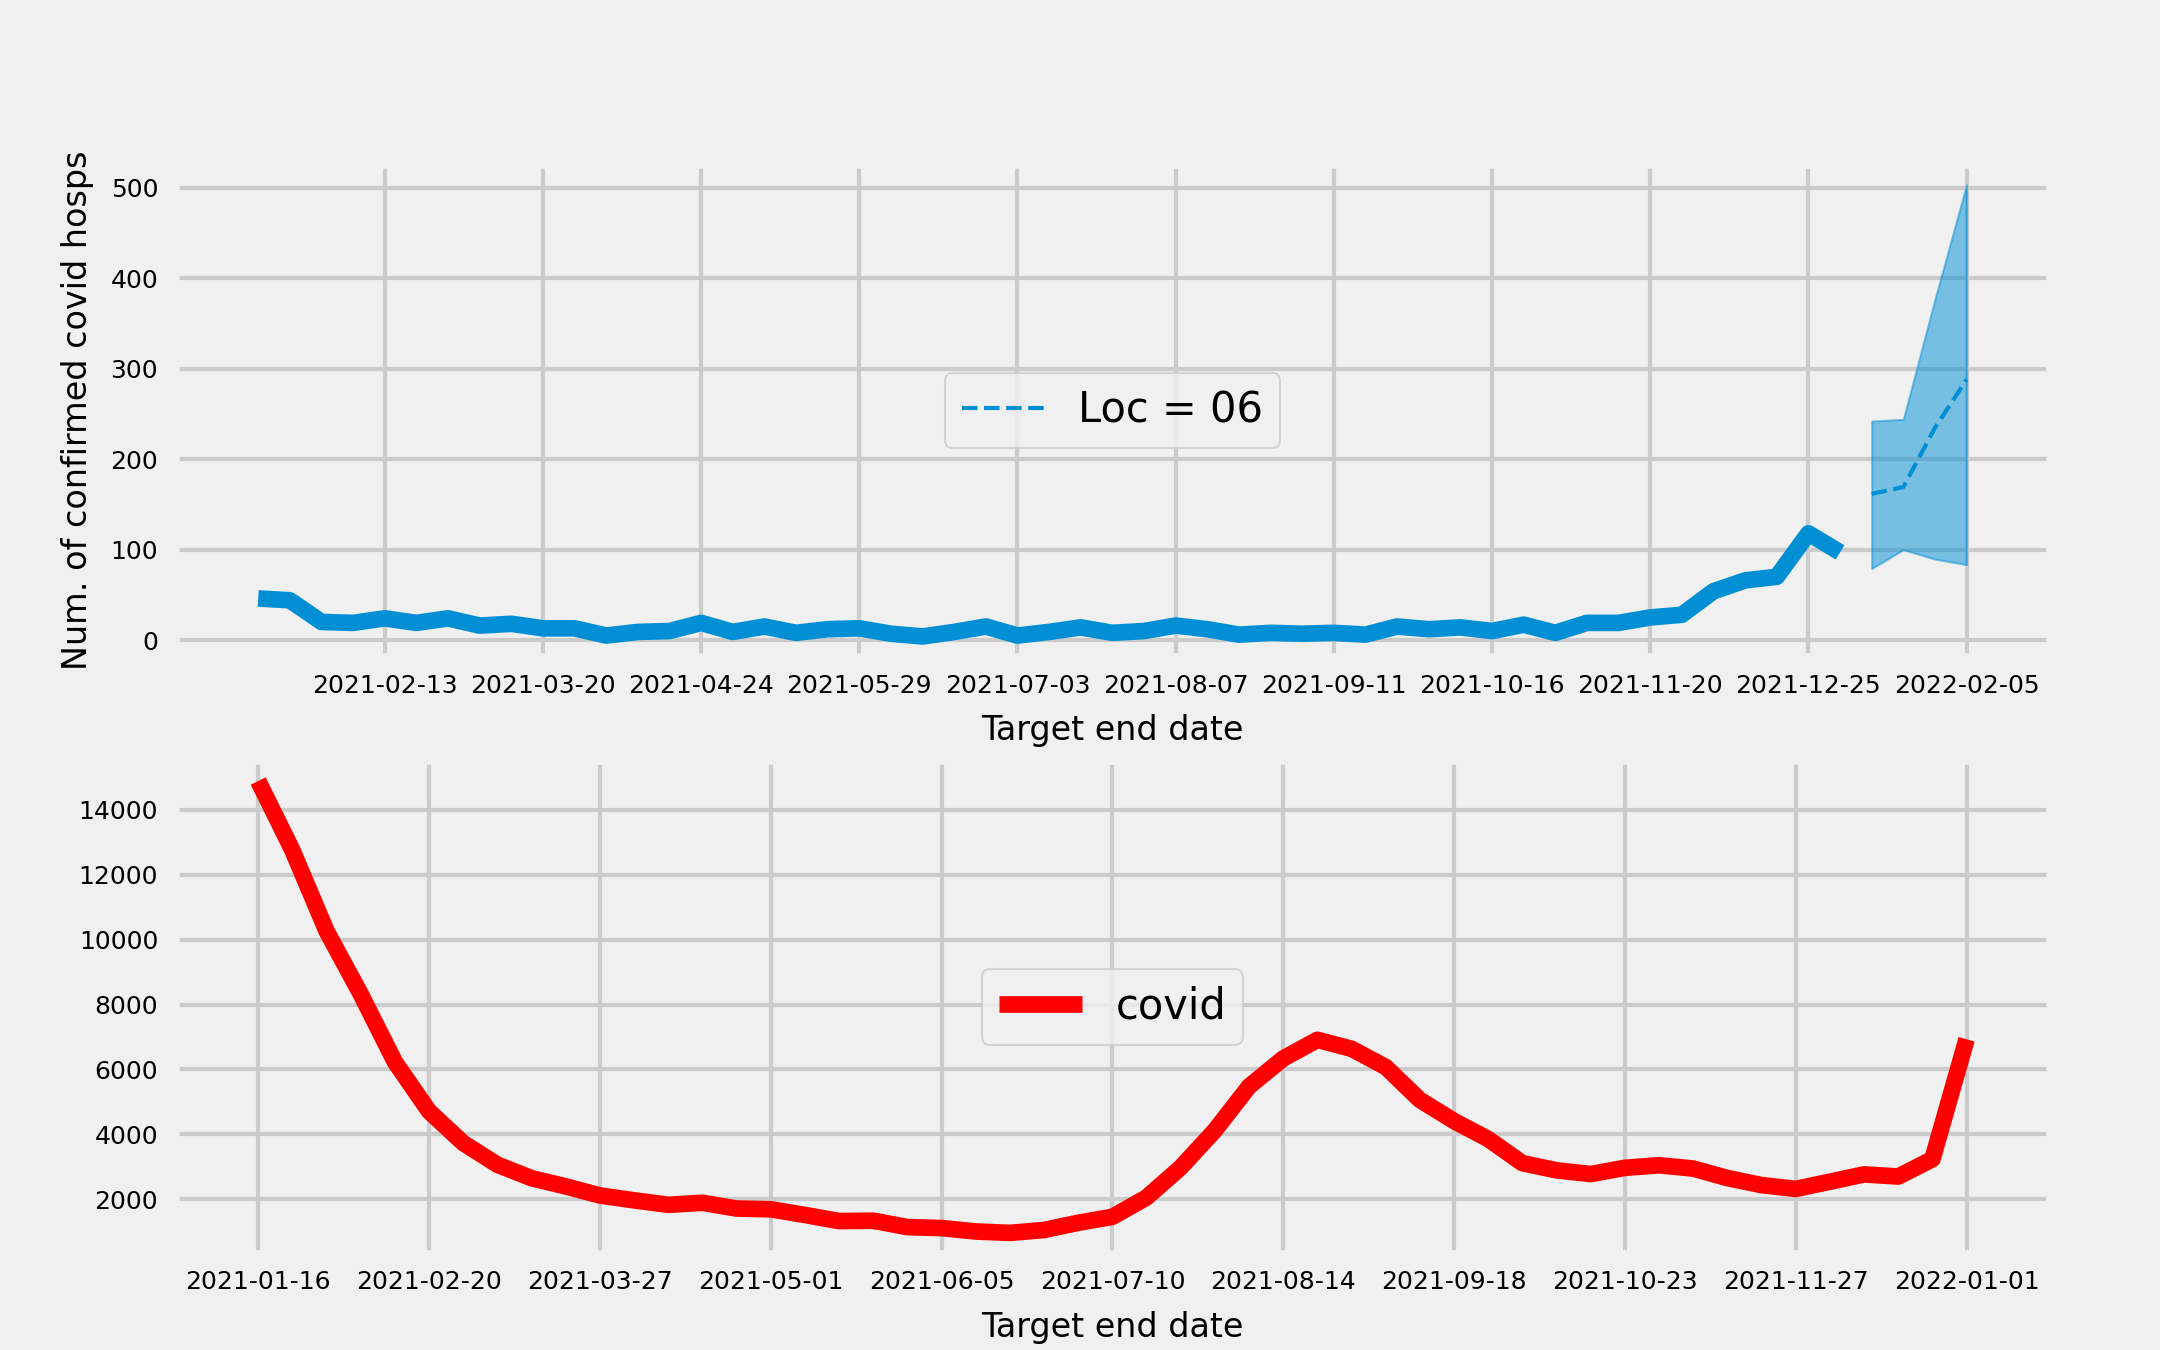 Num. of confirmed covid hosps
500
400
300
200
100
0
Loc = 06
2021-02-13 2021-03-20 2021-04-24 2021-05-29 2021-07-03 2021-08-07 2021-09-11 2021-10-16 2021-11-20 2021-12-25 2022-02-05
Target end date
14000
12000
10000
8000
6000
4000
2000
covid
2021-01-16 2021-02-20 2021-03-27 2021-05-01 2021-06-05 2021-07-10 2021-08-14 2021-09-18 2021-10-23 2021-11-27 2022-01-01
Target end date